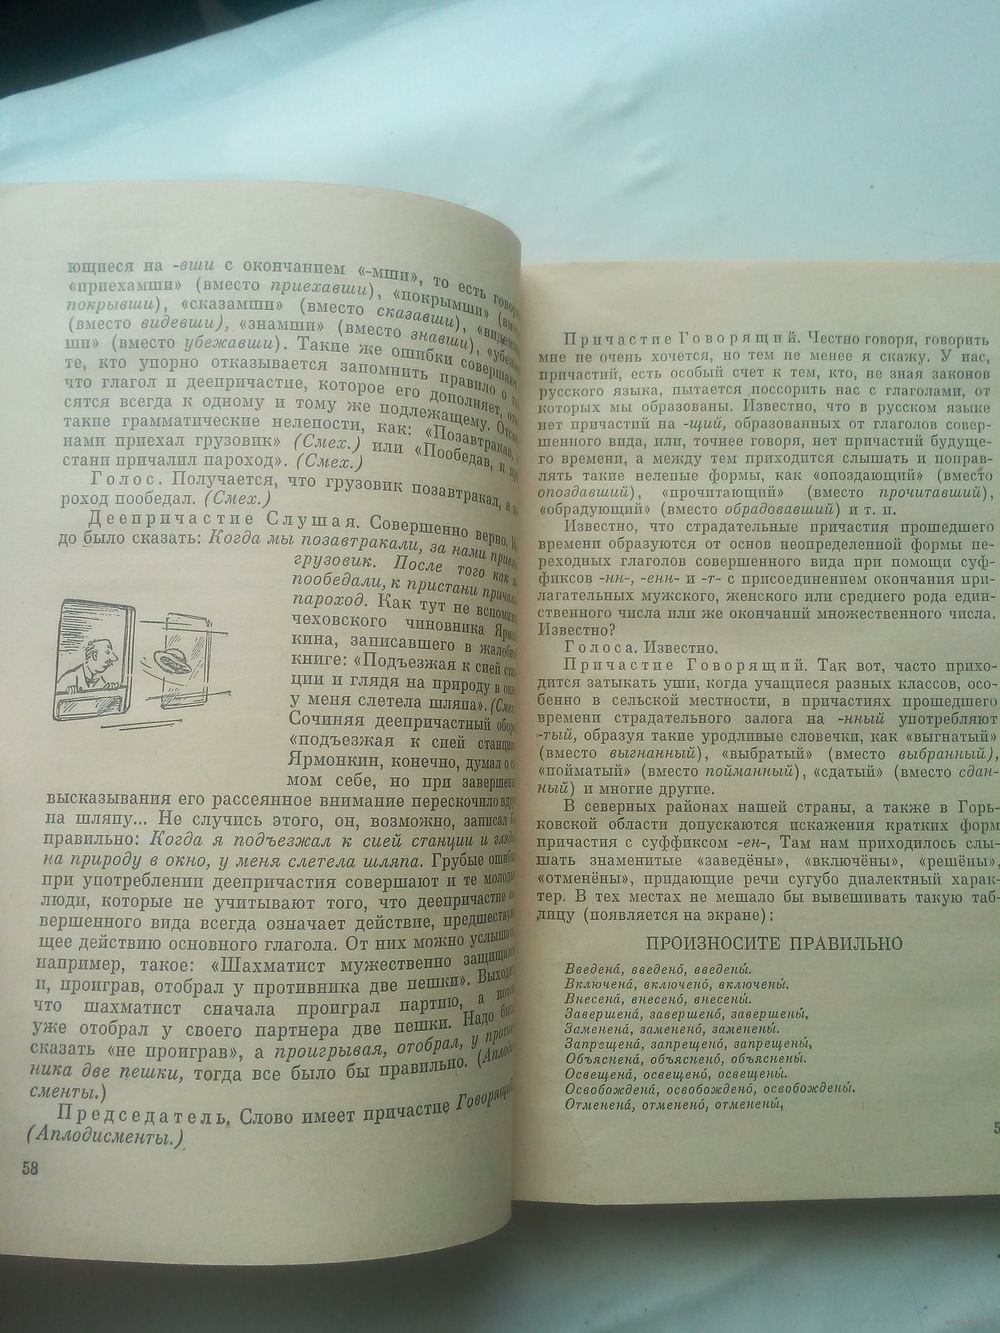 ющиеся на -вши с окончанием «-мши», то есть
«приехамши» (вместо приехавши), «покрымши»
покрывши), «сказамши» (вместо сказавши),
(вместо видевши), «знамши» (вместо знавши),
ши» (вместо убежавши). Такие же ошибки совершают
те, кто упорно отказывается запомнить правило о
что глагол и деепричастие, которое его дополняет,
сятся всегда к одному и тому же подлежащему.
такие грамматические нелепости, как: «Позавтракав,
нами приехал грузовик» (Смех.) или «Пообедав, к
стани причалил пароход». (Смех.)
Голос. Получается, что грузовик позавтракал, а
роход пообедал. (Смех.)
Деепричастие Слушая. Совершенно верно,
до было сказать: Когда мы позавтракали, за нами
грузовик. После того как
пообедали, к пристани
пароход. Как тут не
чеховского чиновника
кина, записавшего в
книге: «Подъезжая к сией
ции и глядя на природу в
у меня слетела шляпа».
Сочиняя деепричастный
«подъезжая к сией
Ярмонкин, конечно, думал о
мом себе, но при
высказывания его рассеянное внимание перескочило
на шляпу... Не случись этого, он, возможно, записал
правильно: Когда я подъезжал к сией станции и
на природу в окно, у меня слетела шляпа. Грубые
при употреблении деепричастия совершают и те
люди, которые не учитывают того, что деепричастие
вершенного вида всегда означает действие,
щее действию основного глагола. От них можно
например, такое: «Шахматист мужественно
и, проиграв, отобрал у противника две пешки».
что шахматист сначала проиграл партию, а
уже отобрал у своего партнера две пешки. Надо
сказать «не проиграв», а проигрывая, отобрал, у
ника две пешки, тогда все было бы правильно.
сменты.)
Председатель. Слово имеет причастие Говорящий.
(Аплодисменты.)
58
Причастие Говорящий. Честно говоря, говорить
мне не очень хочется, но тем не менее я скажу. У нас,
причастий, есть особый счет к тем, кто, не зная законов
русского языка, пытается поссорить нас с глаголами, от
которых мы образованы. Известно, что в русском языке
нет причастий на -щий, образованных от глаголов совер-
шенного вида, или, точнее говоря, нет причастий будуще-
го времени, а между тем приходится слышать и поправ-
лять такие нелепые формы, как «опоздающий» (вместо
опоздавший), «прочитающий» (вместо прочитавший),
«обрадующий» (вместо обрадовавший) и т. п.
Известно, что страдательные причастия прошедшего
времени образуются от основ неопределенной формы пе-
реходных глаголов совершенного вида при помощи суф-
фиксов -нн-, -енн- и -т- с присоединением окончания при-
лагательных мужского, женского или среднего рода един-
ственного числа или же окончаний множественного числа.
Известно?
Голоса. Известно.
Причастие Говорящий. Так вот, часто прихо-
дится затыкать уши, когда учащиеся разных классов, осо-
бенно в сельской местности, в причастиях прошедшего
времени страдательного залога на -нный употребляют
-тый, образуя такие уродливые словечки, как «выгнатый»
(вместо выгнанный), «выбратый» (вместо выбранный),
«пойматый» (вместо пойманный), «сдатый» (вместо сдан-
ный) и многие другие.
В северных районах нашей страны, а также в Горь-
ковской области допускаются искажения кратких форм
причастия с суффиксом -ен-, Там нам приходилось слы-
шать знаменитые «заведёны», «включёны», «решёны»,
«отменёны», придающие речи сугубо диалектный харак-
тер. В тех местах не мешало бы вывешивать такую таб-
лицу (появляется на экране):
ПРОИЗНОСИТЕ ПРАВИЛЬНО
Введена́, введено́, введены́.
Включена́, включено́, включены́.
Внесена́, внесено́, внесены́.
Завершена́, завершено́, завершены́,
Заменена́, заменено́, заменены́.
Запрещена́, запрещено́, запрещены́,
Объяснена́, объяснено́, объяснены́.
Освещена́, освещено́, освещены́.
Освобождена́, освобождено́, освобождены́.
Отменена́, отменено́, отменены́,
5